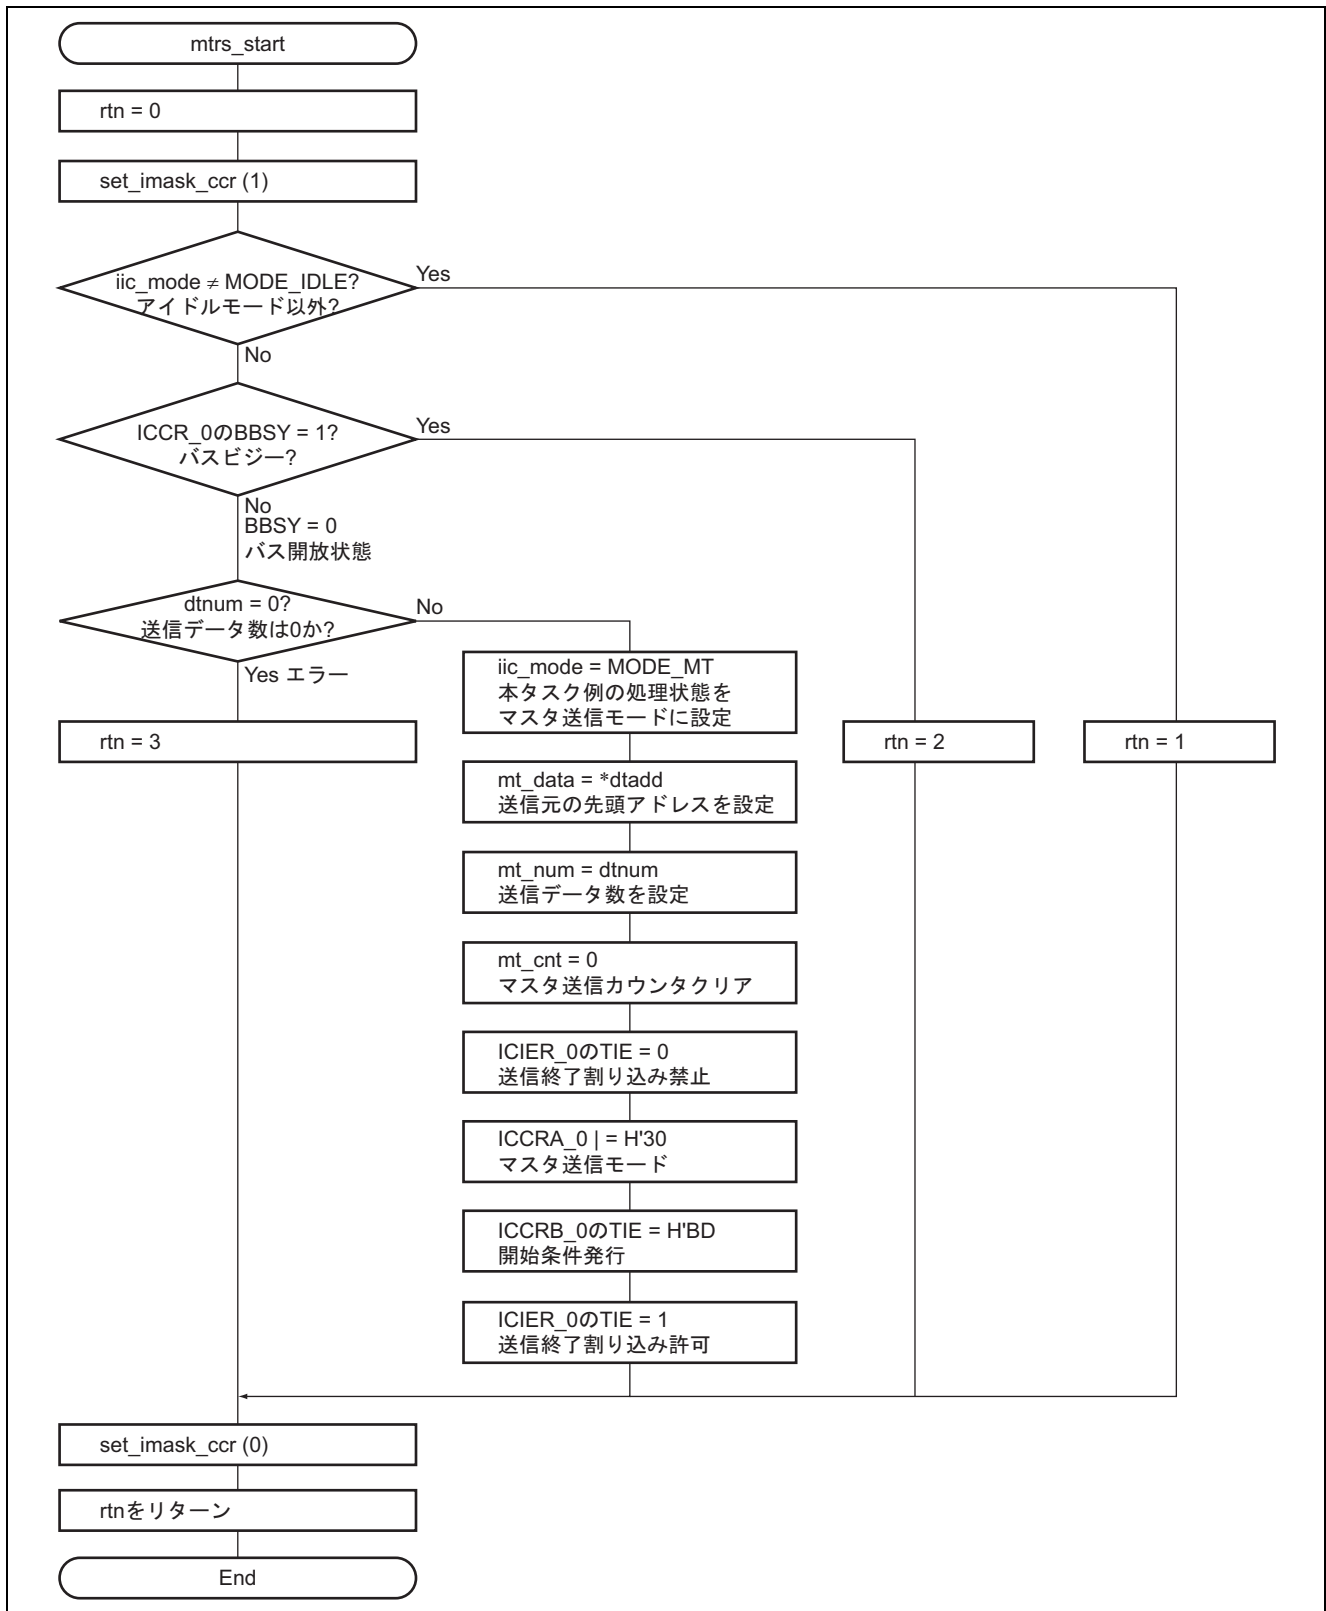 mtrs_start
rtn = 0
set_imask_ccr (1)
iic_mode ≠ MODE_IDLE?
アイドルモード以外?
Yes
No
ICCR_0のBBSY = 1?
バスビジー?
Yes
No
BBSY = 0
バス開放状態
dtnum = 0?
送信データ数は0か?
No
Yes エラー
rtn = 3
iic_mode = MODE_MT
本タスク例の処理状態を
マスタ送信モードに設定
rtn = 2
rtn = 1
mt_data = *dtadd
送信元の先頭アドレスを設定
mt_num = dtnum
送信データ数を設定
mt_cnt = 0
マスタ送信カウンタクリア
ICIER_0のTIE = 0
送信終了割り込み禁止
ICCRA_0 | = H'30
マスタ送信モード
ICCRB_0のTIE = H'BD
開始条件発行
ICIER_0のTIE = 1
送信終了割り込み許可
set_imask_ccr (0)
rtnをリターン
End